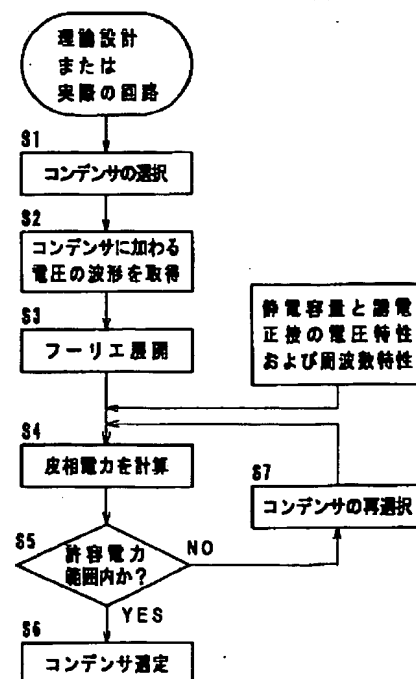 理論設計
または
実際の回路
S1
コンデンサの選択
S2
コンデンサに加わる
電圧の波形を取得
S3
フーリエ展開
静電容量と誘電
正接の電圧特性
および周波数特性
S4
皮相電力を計算
S7
コンデンサの再選択
S5
許容電力
範囲内か?
NO
YES
S6
コンデンサ選定